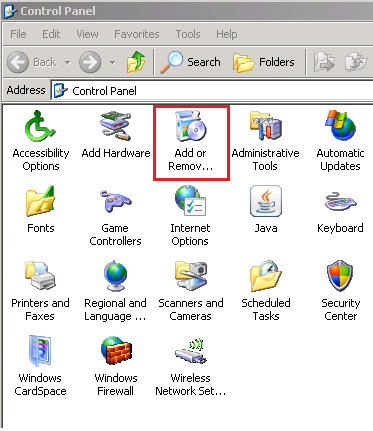 Control Panel
File Edit View Favorites Tools Help
Back Search Folders
Address Control Panel
Accessibility Options
Add Hardware
Add or Remov...
Administrative Tools
Automatic Updates
Fonts
Game Controllers
Internet Options
Java
Keyboard
Printers and Faxes
Regional and Language ...
Scanners and Cameras
Scheduled Tasks
Security Center
Windows CardSpace
Windows Firewall
Wireless Network Set...